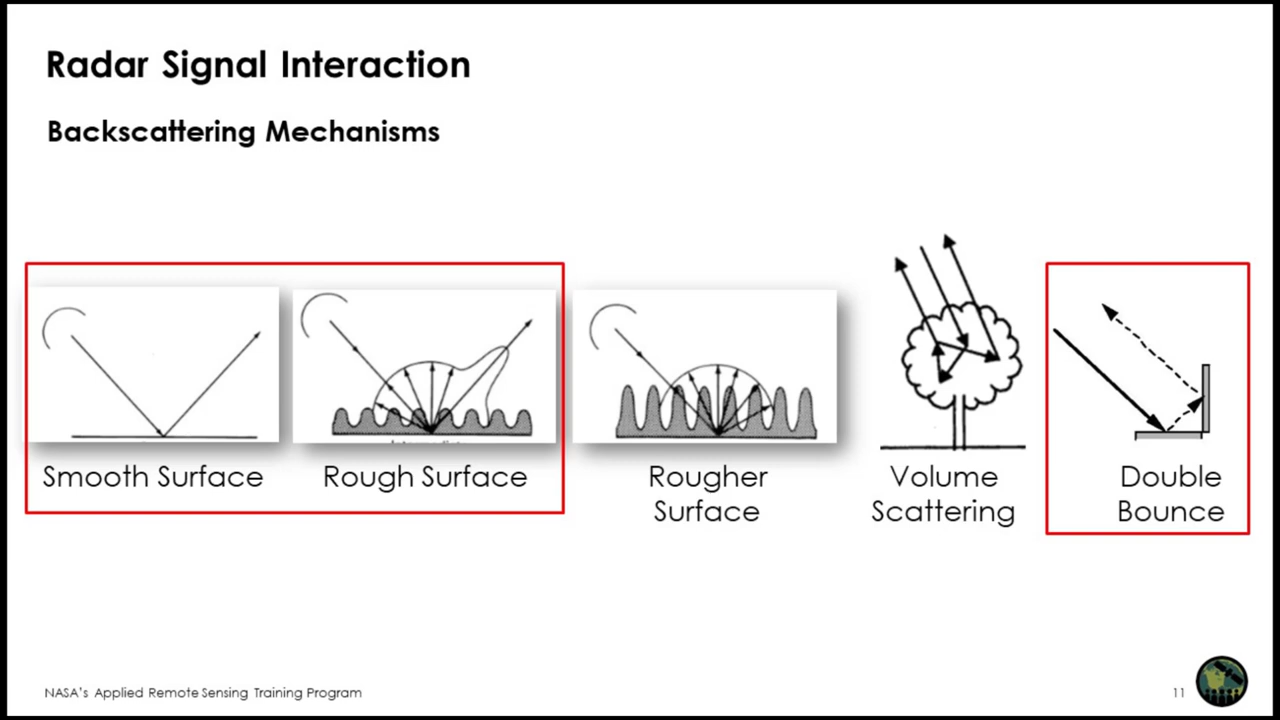 Radar Signal Interaction
Backscattering Mechanisms
Smooth Surface
Rough Surface
Rougher
Surface
Volume
Scattering
Double
Bounce
NASA's Applied Remote Sensing Training Program
11